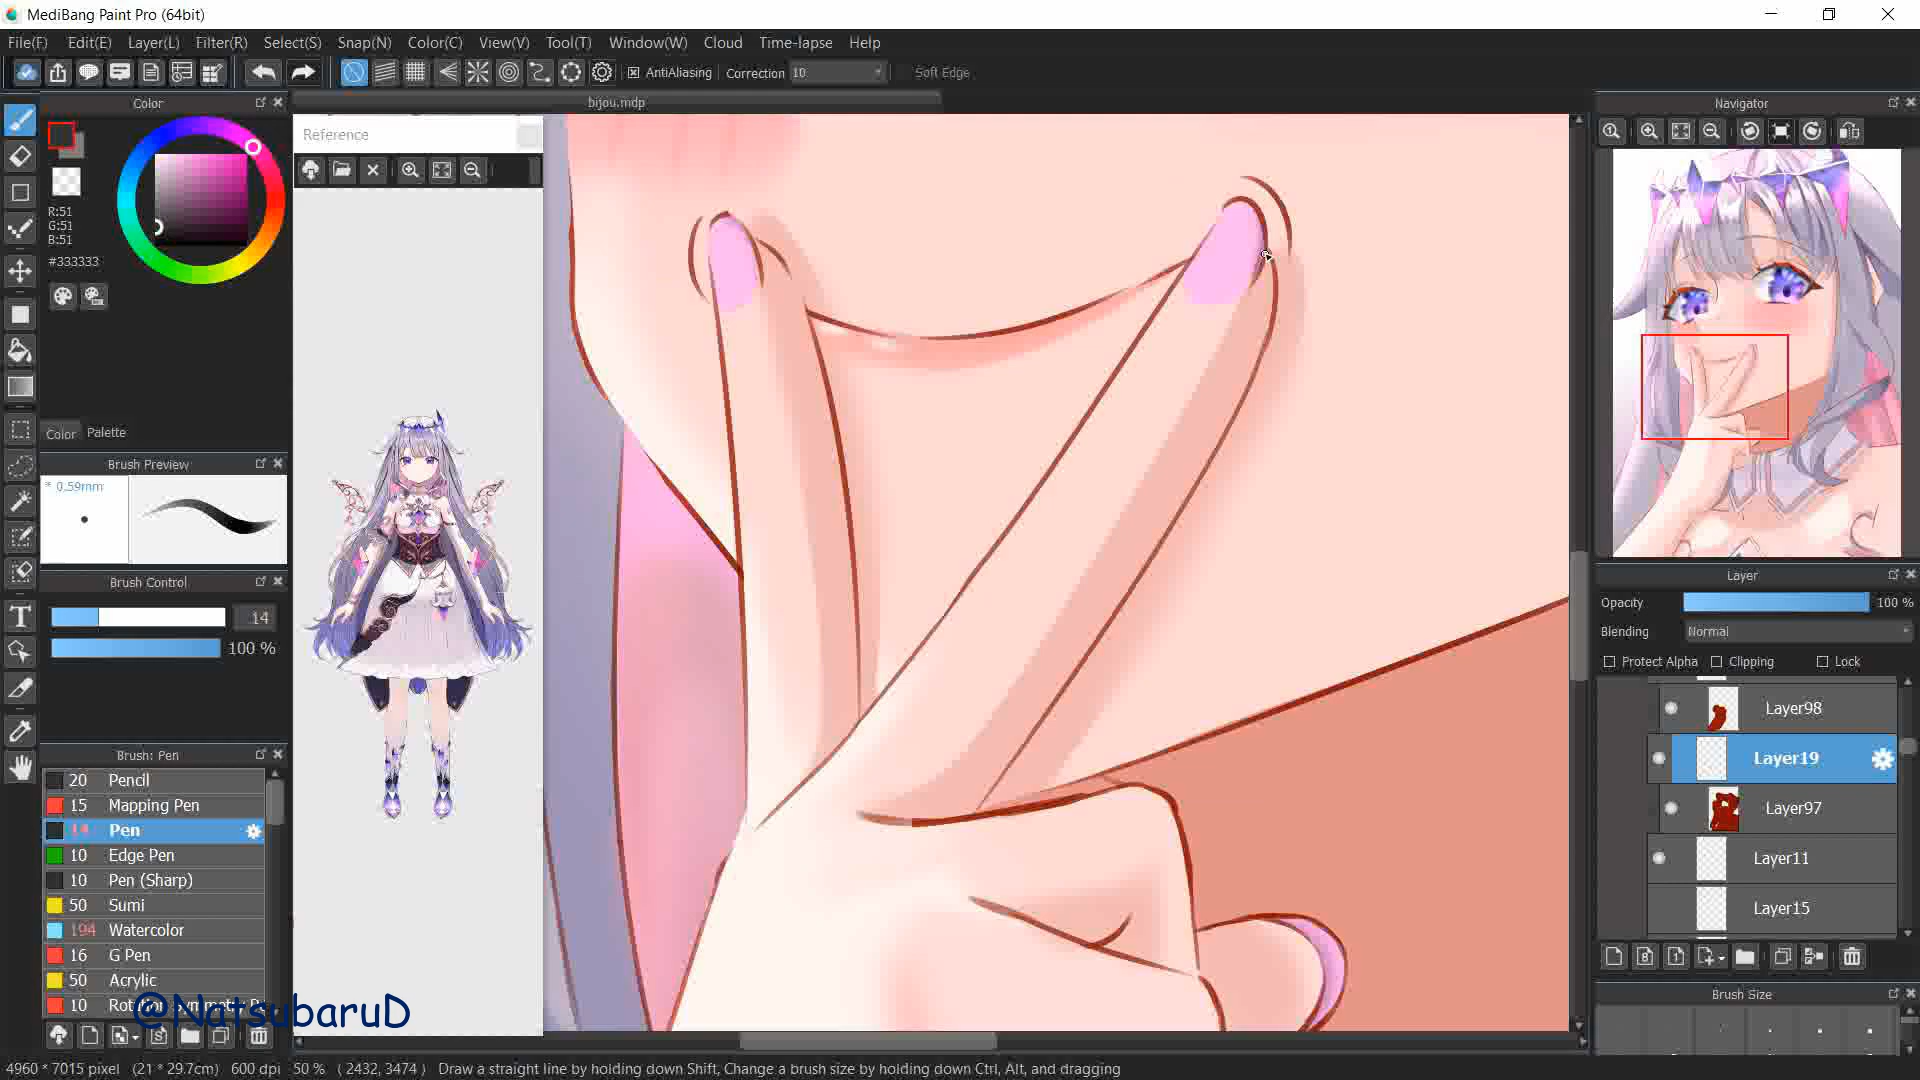 MediBang Paint Pro (64bit)
File(F) Edit(E) Layer(L) Filter(R) Select(S) Snap(N) Color(C) View(V) Tool(T) Window(W) Cloud Time-lapse Help
AntiAliasing Correction 10 Soft Edge
Color
bijou.mdp
Navigator
Reference
R:51
G:51
B:51
#333333
Color Palette
Brush Preview
* 0.59mm
Brush Control
14
100 %
Brush: Pen
20 Pencil
15 Mapping Pen
14 Pen
10 Edge Pen
10 Pen (Sharp)
50 Sumi
194 Watercolor
16 G Pen
50 Acrylic
10
@NatsubaruD
Layer
Opacity 100 %
Blending Normal
Protect Alpha Clipping Lock
Layer98
Layer19
Layer97
Layer11
Layer15
Brush Size
4960 * 7015 pixel (21 * 29.7cm) 600 dpi 50 % ( 2432, 3474 ) Draw a straight line by holding down Shift, Change a brush size by holding down Ctrl, Alt, and dragging